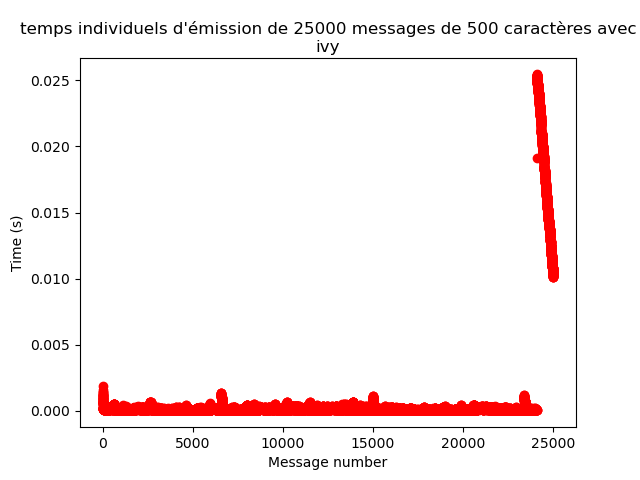 temps individuels d'émission de 25000 messages de 500 caractères avec
ivy
0.025
0.020
0.015
0.010
0.005
0.000
Time (s)
0 5000 10000 15000 20000 25000
Message number